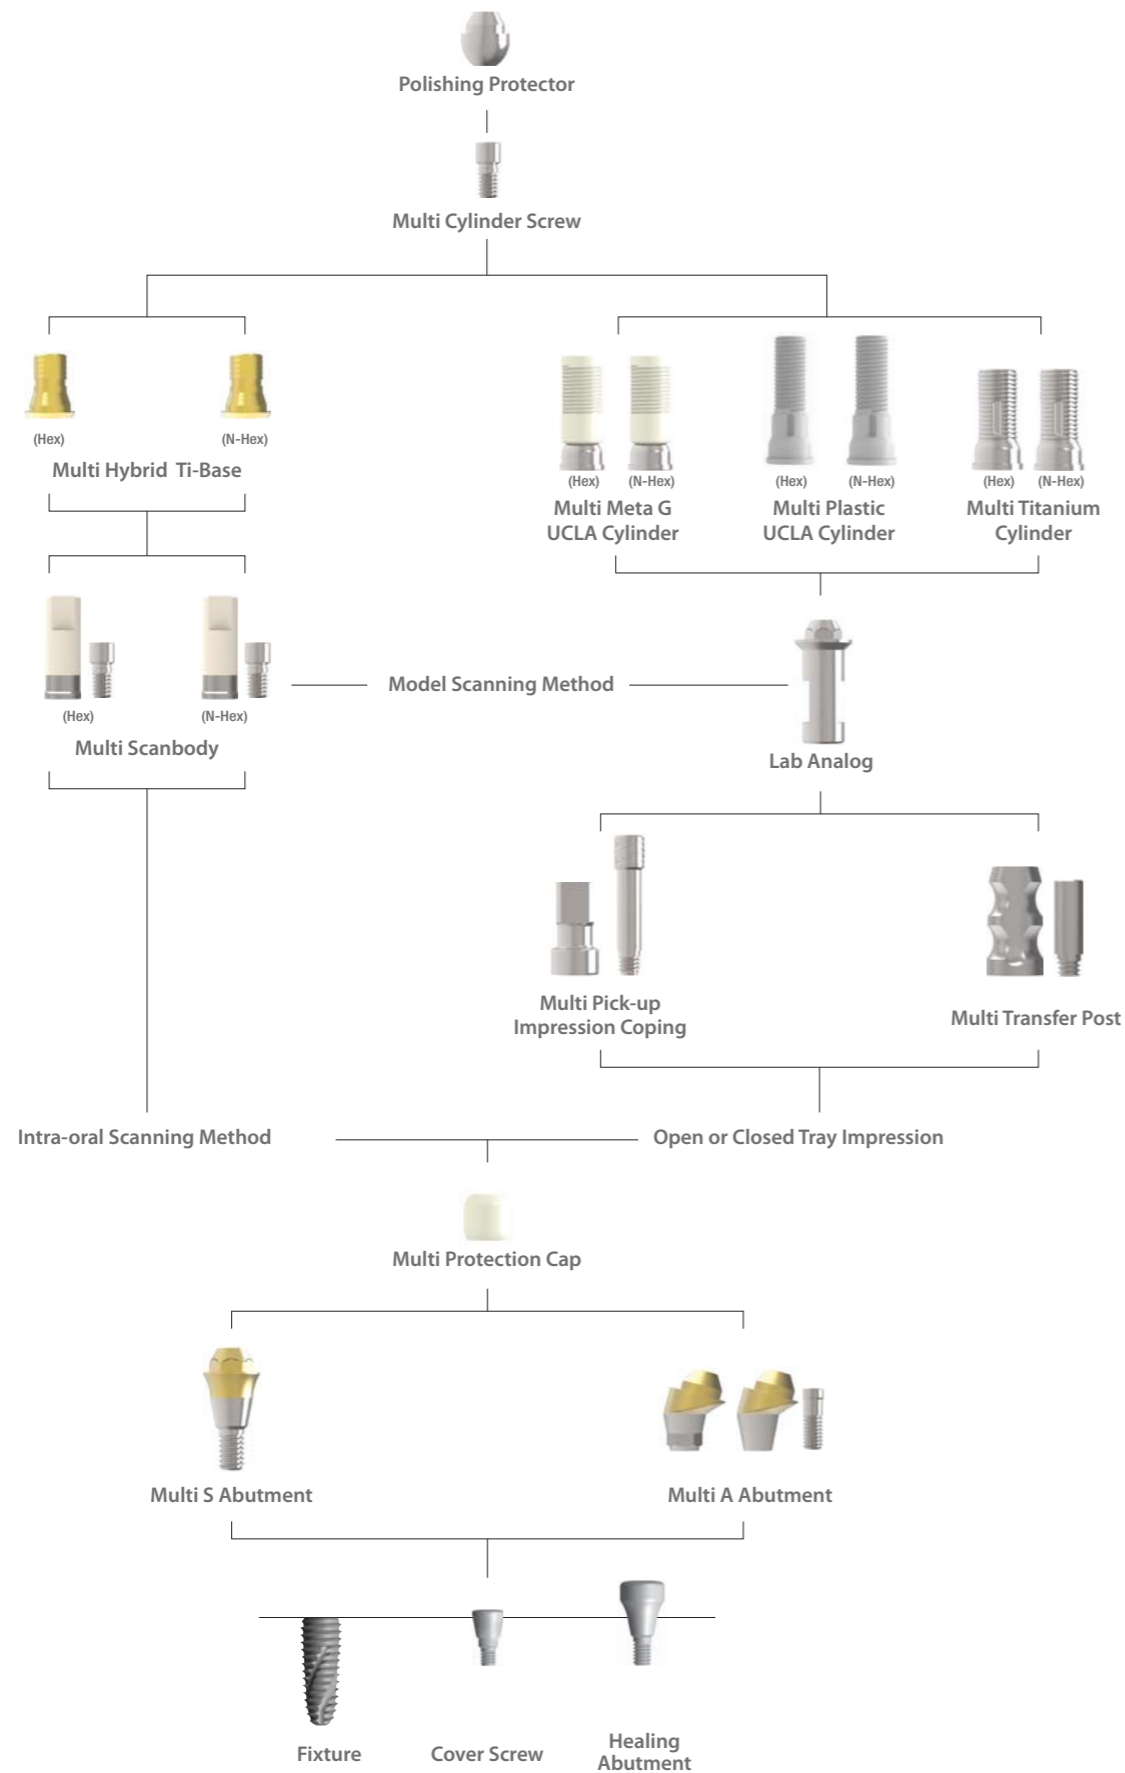 Polishing Protector
Multi Cylinder Screw
(Hex)
(N-Hex)
Multi Hybrid Ti-Base
(Hex)
(N-Hex)
(Hex)
(N-Hex)
(Hex)
(N-Hex)
Multi Meta G
UCLA Cylinder
Multi Plastic
UCLA Cylinder
Multi Titanium
Cylinder
(Hex)
(N-Hex)
Multi Scanbody
Model Scanning Method
Lab Analog
Multi Pick-up
Impression Coping
Multi Transfer Post
Intra-oral Scanning Method
Open or Closed Tray Impression
Multi Protection Cap
Multi S Abutment
Multi A Abutment
Fixture
Cover Screw
Healing
Abutment